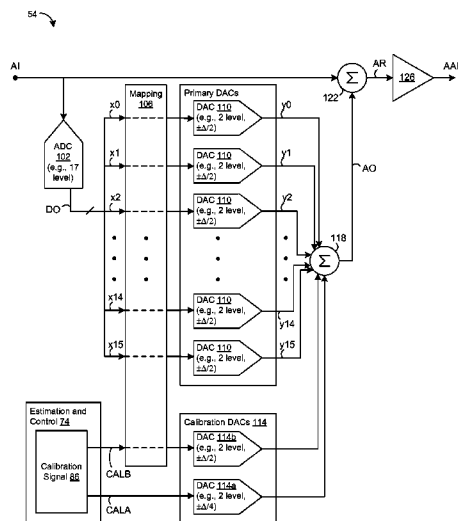 54
AI
Mapping
106
Primary DACs
Σ
122
AR
126
AAR
ADC
102
(e.g., 17
level)
DO
x0
DAC 110
(e.g., 2 level,
±Δ/2)
y0
x1
DAC 110
(e.g., 2 level,
±Δ/2)
y1
x2
DAC 110
(e.g., 2 level,
±Δ/2)
y2
AO
118
Σ
x14
DAC 110
(e.g., 2 level,
±Δ/2)
y14
x15
DAC 110
(e.g., 2 level,
±Δ/2)
y15
Estimation and
Control 74
Calibration
Signal 86
CALB
CALA
Calibration DACs 114
DAC 114b
(e.g., 2 level,
±Δ/2)
DAC 114a
(e.g., 2 level,
±Δ/4)